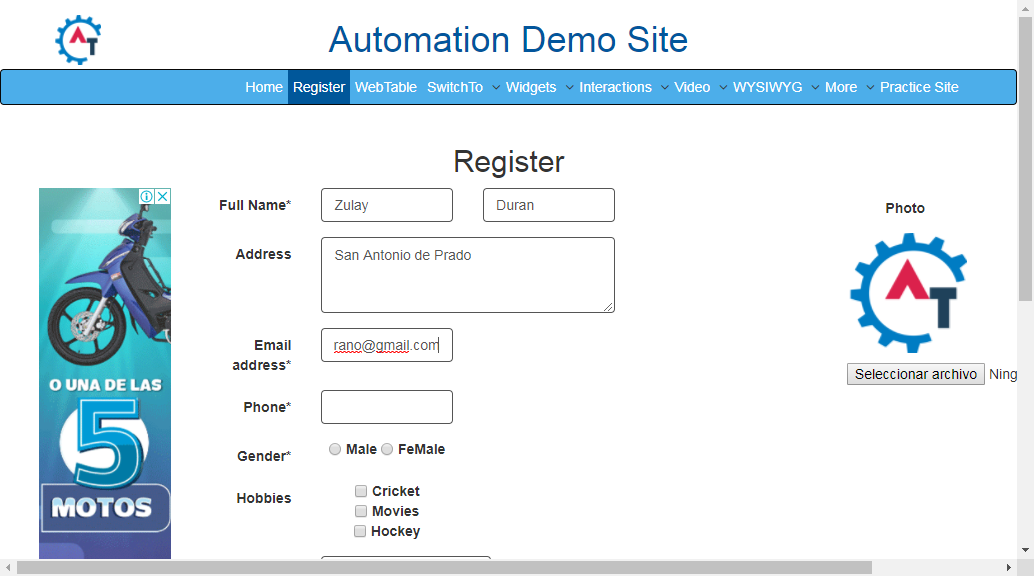 AT
Automation Demo Site
Home Register WebTable SwitchTo Widgets Interactions Video WYSIWYG More Practice Site
Register
Full Name* Zulay Duran
Photo
Address San Antonio de Prado
AT
Email address* rano@gmail.com
Seleccionar archivo Ning
O UNA DE LAS
Phone*
5
Gender* Male FeMale
Hobbies Cricket
MOTOS
Movies
Hockey